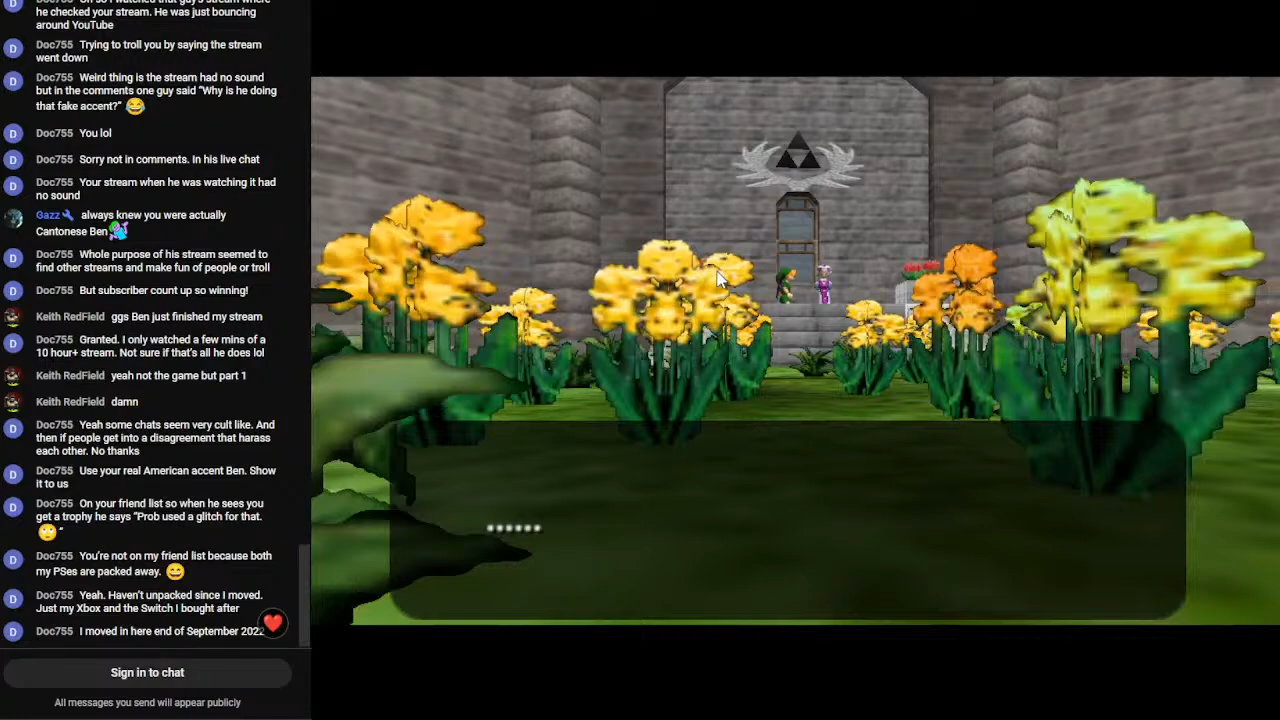 he checked your stream. He was just bouncing
around YouTube
Doc755 Trying to troll you by saying the stream
went down
Doc755 Weird thing is the stream had no sound
but in the comments one guy said “Why is he doing
that fake accent?” 😂
Doc755 You lol
Doc755 Sorry not in comments. In his live chat
Doc755 Your stream when he was watching it had
no sound
Gazz always knew you were actually
Cantonese Ben
Doc755 Whole purpose of his stream seemed to
find other streams and make fun of people or troll
Doc755 But subscriber count up so winning!
Keith RedField ggs Ben just finished my stream
Doc755 Granted. I only watched a few mins of a
10 hour+ stream. Not sure if that’s all he does lol
Keith RedField yeah not the game but part 1
Keith RedField damn
Doc755 Yeah some chats seem very cult like. And
then if people get into a disagreement that harass
each other. No thanks
Doc755 Use your real American accent Ben. Show
it to us
Doc755 On your friend list so when he sees you
get a trophy he says “Prob used a glitch for that.
🙄 “
Doc755 You’re not on my friend list because both
my PSes are packed away. 😄
Doc755 Yeah. Haven’t unpacked since I moved.
Just my Xbox and the Switch I bought after
Doc755 I moved in here end of September 2022
Sign in to chat
All messages you send will appear publicly
......